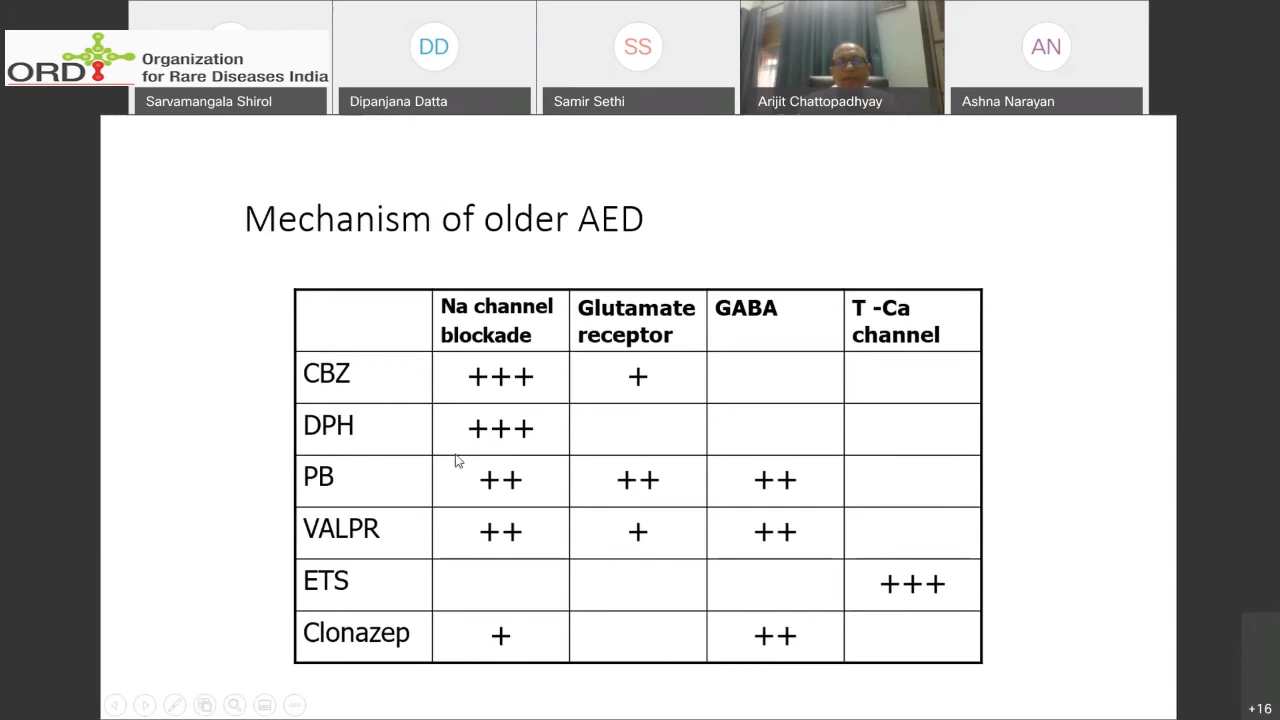 ORDI
Organization
for Rare Diseases India
DD
SS
AN
Sarvamangala Shirol
Dipanjana Datta
Samir Sethi
Arijit Chattopadhyay
Ashna Narayan
Mechanism of older AED
Na channel blockade Glutamate receptor GABA T -Ca channel
CBZ +++ +
DPH +++
PB ++ ++ ++
VALPR ++ + ++
ETS +++
Clonazep + ++
+16